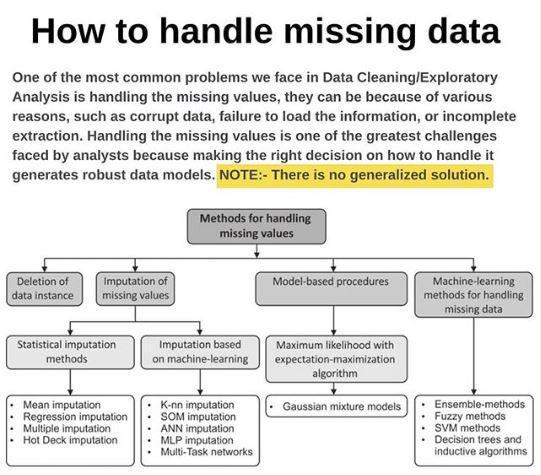 How to handle missing data
One of the most common problems we face in Data Cleaning/Exploratory
Analysis is handling the missing values, they can be because of various
reasons, such as corrupt data, failure to load the information, or incomplete
extraction. Handling the missing values is one of the greatest challenges
faced by analysts because making the right decision on how to handle it
generates robust data models. NOTE:- There is no generalized solution.
Methods for handling
missing values
Deletion of
data instance
Imputation of
missing values
Model-based procedures
Machine-learning
methods for handling
missing data
Statistical imputation
methods
Imputation based
on machine-learning
Maximum likelihood with
expectation-maximization
algorithm
• Mean imputation
• Regression imputation
• Multiple imputation
• Hot Deck imputation
• K-nn imputation
• SOM imputation
• ANN imputation
• MLP imputation
• Multi-Task networks
• Gaussian mixture models
• Ensemble-methods
• Fuzzy methods
• SVM methods
• Decision trees and
inductive algorithms